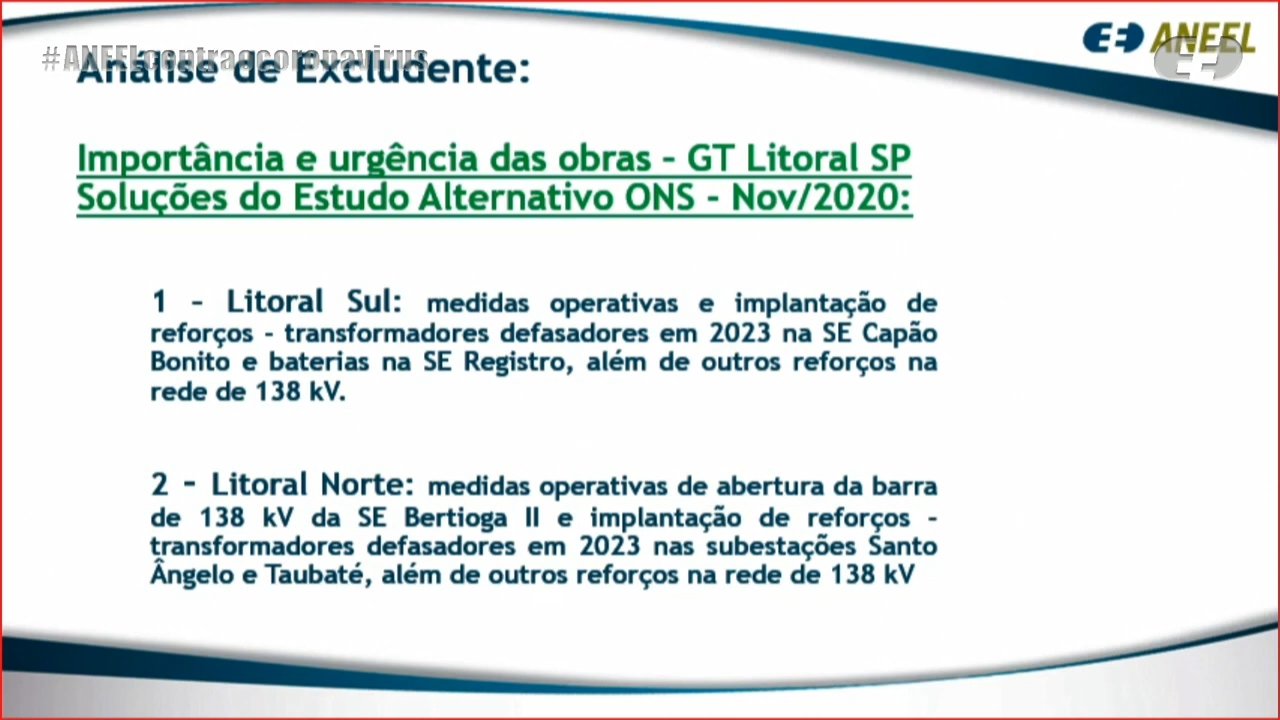 #ANEELcontraocoronavirus
ANEEL
Análise de Excludente:
Importância e urgência das obras – GT Litoral SP
Soluções do Estudo Alternativo ONS – Nov/2020:
1 – Litoral Sul: medidas operativas e implantação de
reforços – transformadores defasadores em 2023 na SE Capão
Bonito e baterias na SE Registro, além de outros reforços na
rede de 138 kV.
2 – Litoral Norte: medidas operativas de abertura da barra
de 138 kV da SE Bertioga II e implantação de reforços –
transformadores defasadores em 2023 nas subestações Santo
Ângelo e Taubaté, além de outros reforços na rede de 138 kV